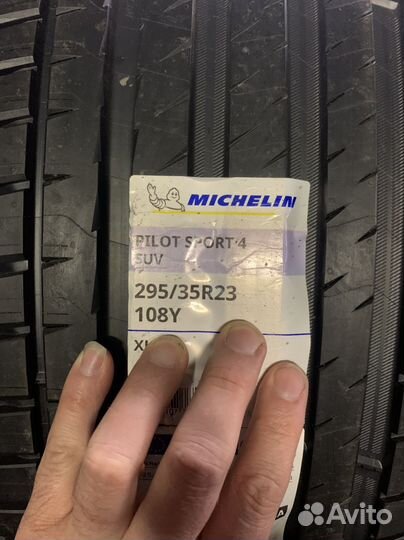 MICHELIN
PILOT SPORT 4
SUV
295/35R23
108Y
XL
Avito